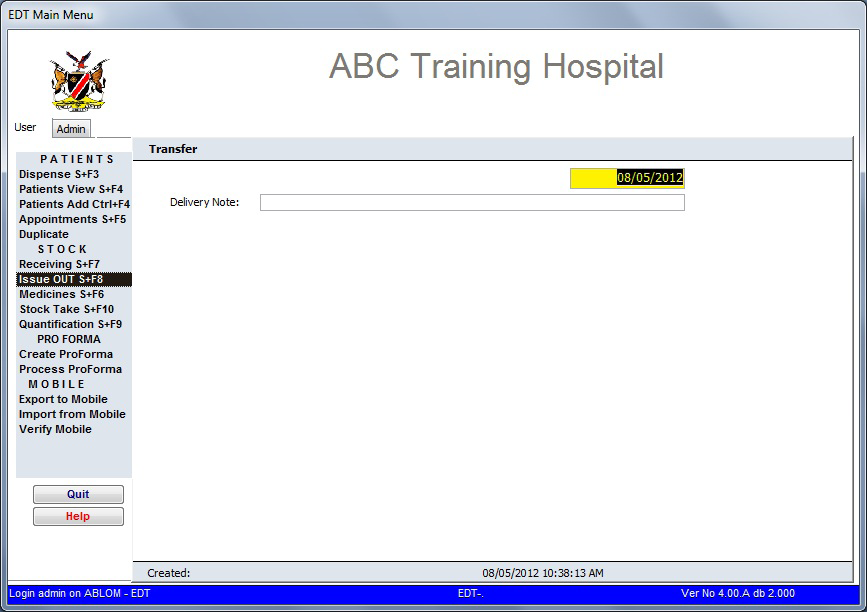 EDT Main Menu
ABC Training Hospital
User
Admin
P A T I E N T S
Dispense S+F3
Patients View S+F4
Patients Add Ctrl+F4
Appointments S+F5
Duplicate
S T O C K
Receiving S+F7
Issue OUT S+F8
Medicines S+F6
Stock Take S+F10
Quantification S+F9
PRO FORMA
Create ProForma
Process ProForma
M O B I L E
Export to Mobile
Import from Mobile
Verify Mobile
Quit
Help
Transfer
08/05/2012
Delivery Note:
Created: 08/05/2012 10:38:13 AM
Login admin on ABLOM - EDT EDT-. Ver No 4.00.A db 2.000